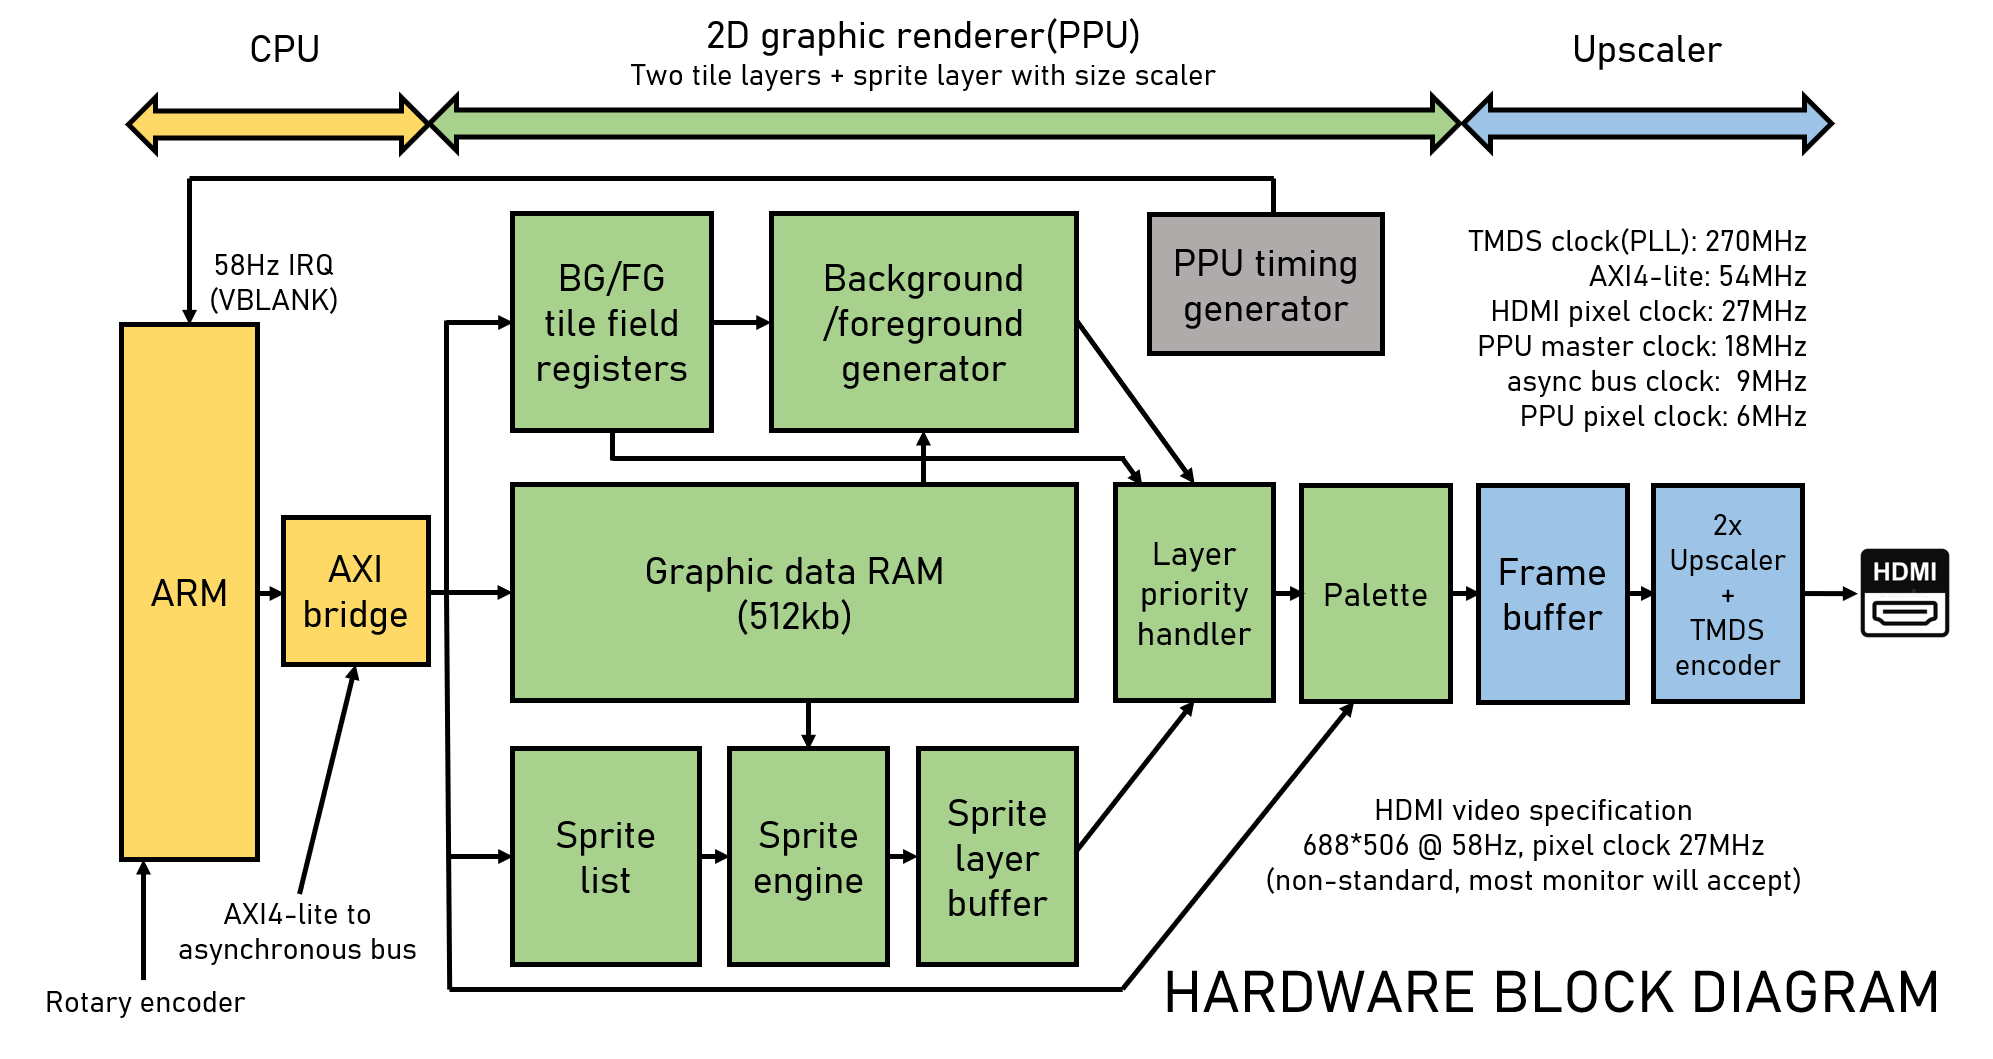 CPU
2D graphic renderer(PPU)
Two tile layers + sprite layer with size scaler
Upscaler
58Hz IRQ
(VBLANK)
BG/FG
tile field
registers
Background
/foreground
generator
PPU timing
generator
TMDS clock(PLL): 270MHz
AXI4-lite: 54MHz
HDMI pixel clock: 27MHz
PPU master clock: 18MHz
async bus clock:  9MHz
PPU pixel clock: 6MHz
ARM
AXI
bridge
Graphic data RAM
(512kb)
Layer
priority
handler
Palette
Frame
buffer
2x
Upscaler
+
TMDS
encoder
HDMI
Sprite
list
Sprite
engine
Sprite
layer
buffer
HDMI video specification
688*506 @ 58Hz, pixel clock 27MHz
(non-standard, most monitor will accept)
AXI4-lite to
asynchronous bus
Rotary encoder
HARDWARE BLOCK DIAGRAM